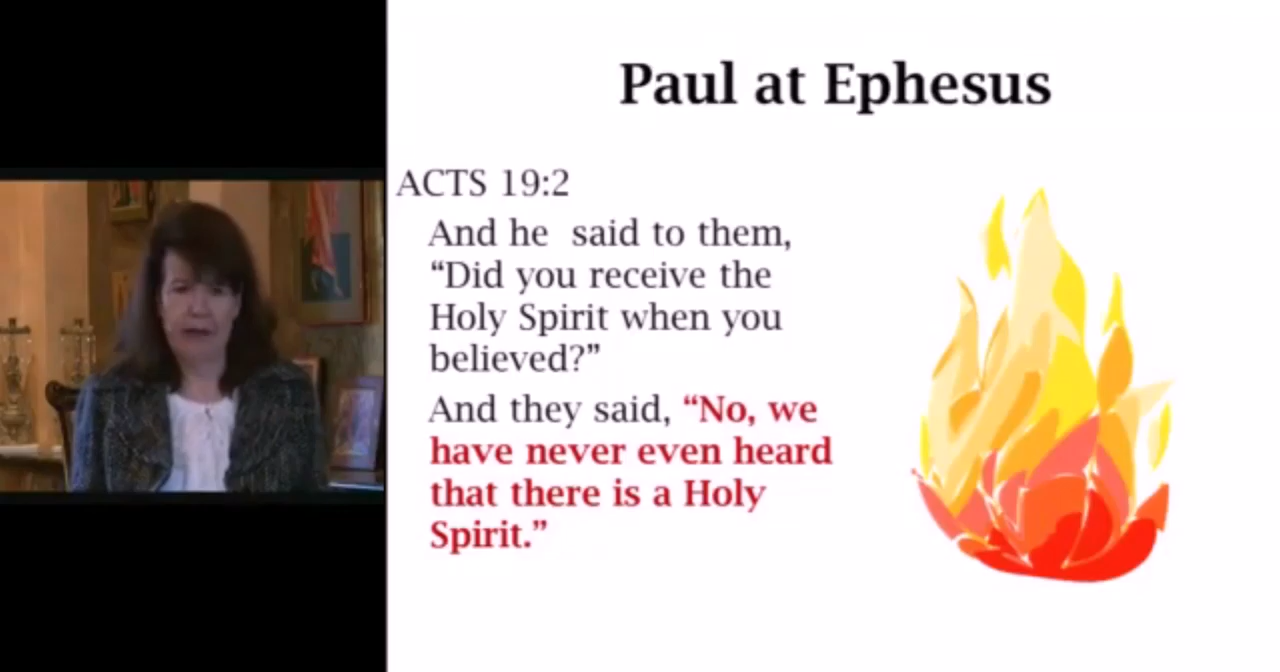 Paul at Ephesus
ACTS 19:2
And he  said to them,
“Did you receive the
Holy Spirit when you
believed?”
And they said, “No, we
have never even heard
that there is a Holy
Spirit.”